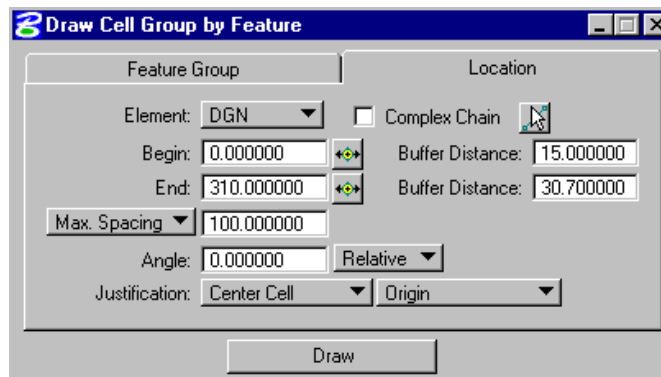 Draw Cell Group by Feature
Feature Group Location
Element: DGN Complex Chain
Begin: 0.000000 Buffer Distance: 15.000000
End: 310.000000 Buffer Distance: 30.700000
Max. Spacing 100.000000
Angle: 0.000000 Relative
Justification: Center Cell Origin
Draw